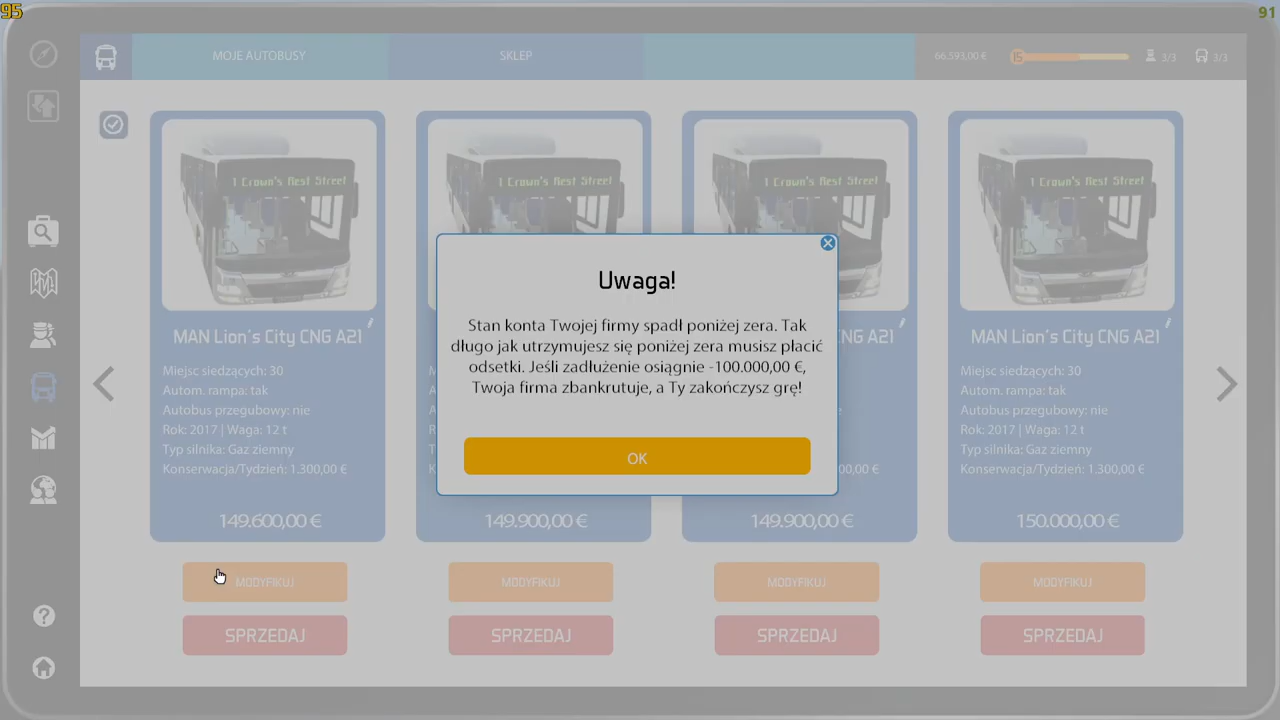 95
91
MOJE AUTOBUSY
SKLEP
66.593,00 €
15
3/3
3/3
1 Crown's Nest Street
1 Crown's Nest Street
1 Crown's Nest Street
1 Crown's Nest Street
MAN Lion's City CNG A21
Miejsc siedzących: 30
Autom. rampa: tak
Autobus przegubowy: nie
Rok: 2017 | Waga: 12 t
Typ silnika: Gaz ziemny
Konserwacja/Tydzień: 1.300,00 €
149.600,00 €
MODYFIKUJ
SPRZEDAJ
149.900,00 €
MODYFIKUJ
SPRZEDAJ
NG A21
149.900,00 €
MODYFIKUJ
SPRZEDAJ
MAN Lion's City CNG A21
Miejsc siedzących: 30
Autom. rampa: tak
Autobus przegubowy: nie
Rok: 2017 | Waga: 12 t
Typ silnika: Gaz ziemny
Konserwacja/Tydzień: 1.300,00 €
150.000,00 €
MODYFIKUJ
SPRZEDAJ
Uwaga!
Stan konta Twojej firmy spadł poniżej zera. Tak
długo jak utrzymujesz się poniżej zera musisz płacić
odsetki. Jeśli zadłużenie osiągnie -100.000,00 €,
Twoja firma zbankrutuje, a Ty zakończysz grę!
OK